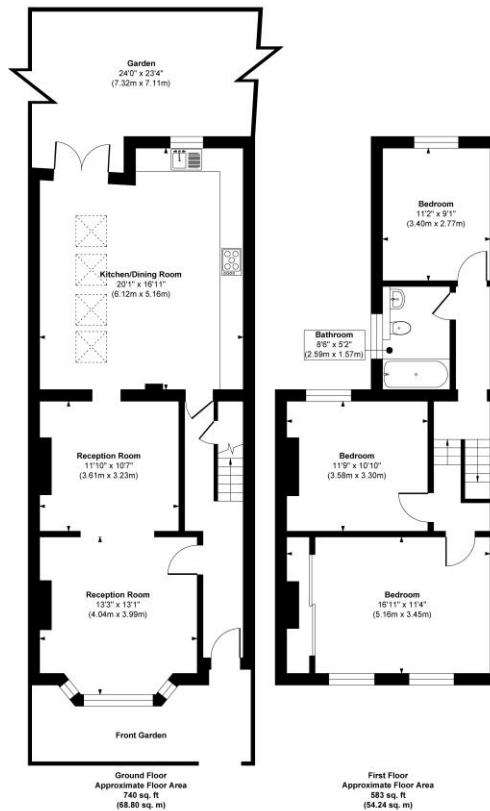 Garden
24'0" x 23'4"
(7.32m x 7.11m)
Kitchen/Dining Room
20'1" x 16'11"
(6.12m x 5.16m)
Reception Room
11'10" x 10'7"
(3.61m x 3.23m)
Reception Room
13'3" x 13'1"
(4.04m x 3.99m)
Front Garden
Ground Floor
Approximate Floor Area
740 sq. ft
(68.80 sq. m)
Bedroom
11'2" x 9'1"
(3.40m x 2.77m)
Bathroom
8'6" x 5'2"
(2.59m x 1.57m)
Bedroom
11'9" x 10'10"
(3.58m x 3.30m)
Bedroom
16'11" x 11'4"
(5.16m x 3.45m)
First Floor
Approximate Floor Area
583 sq. ft
(54.24 sq. m)